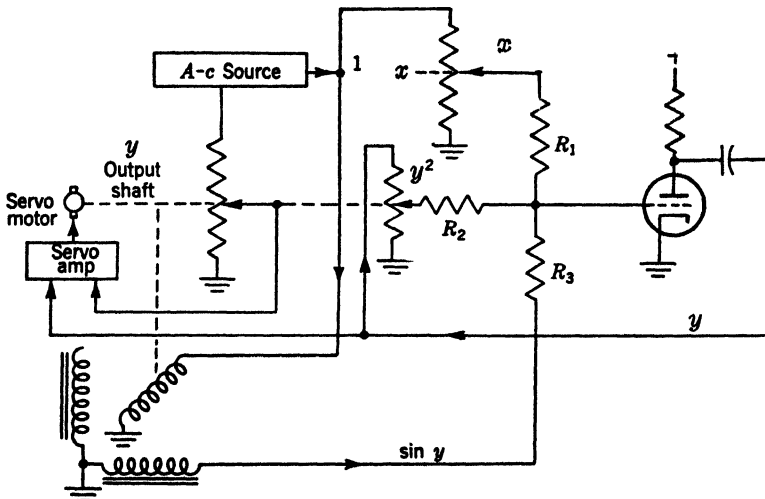 x
A-c Source
1
x
y
Output
shaft
y²
R₁
Servo
motor
R₂
Servo
amp
R₃
y
sin y